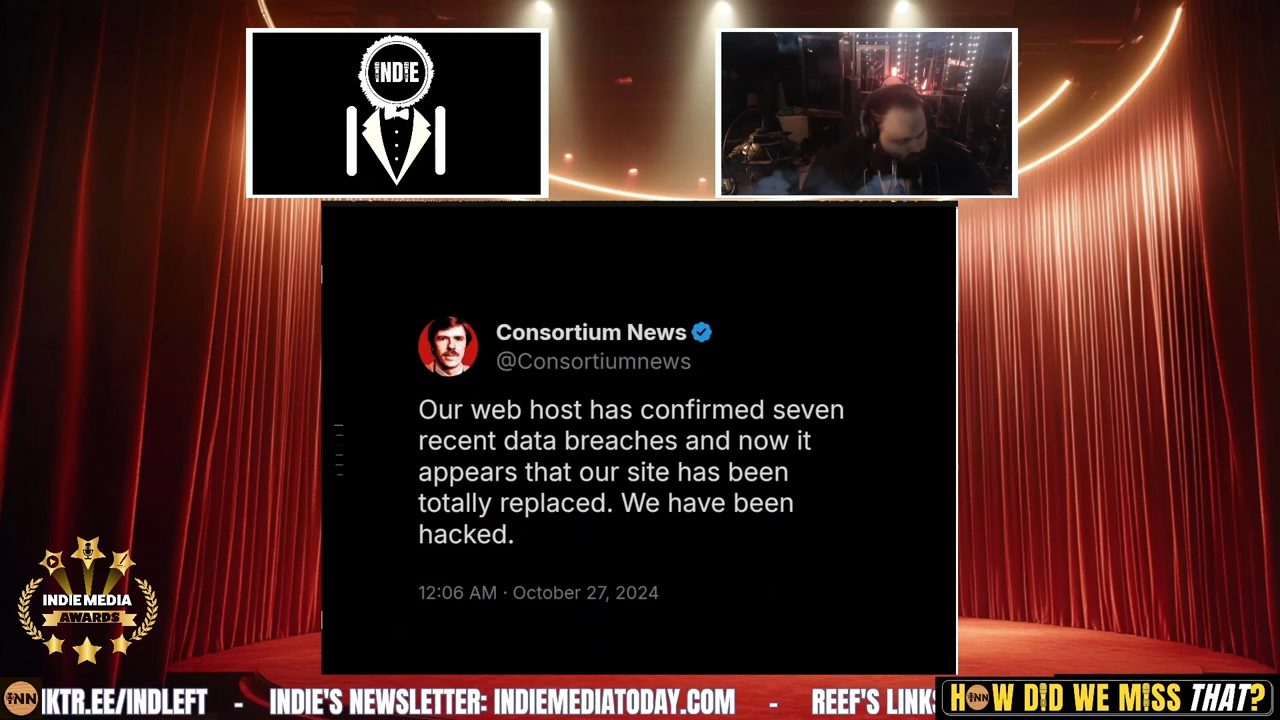 INDIE
Consortium News
@Consortiumnews
Our web host has confirmed seven
recent data breaches and now it
appears that our site has been
totally replaced. We have been
hacked.
12:06 AM · October 27, 2024
INDIE MEDIA
AWARDS
INN
IKTR.EE/INDLEFT - INDIE'S NEWSLETTER: INDIEMEDIATODAY.COM - REEF'S LINKS
HOW DID WE MISS THAT?